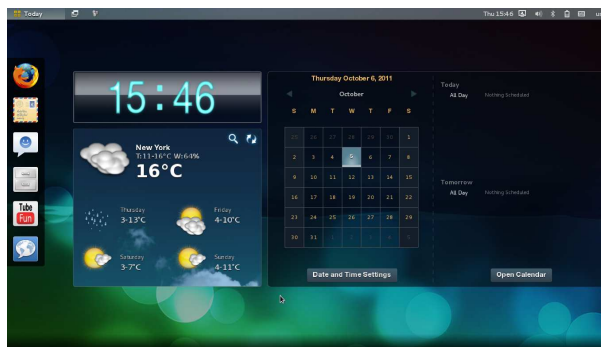 Today
Thu 15:46
15:46
New York
T:11-16°C W:64%
16°C
Thursday
3-13°C
Friday
4-10°C
Saturday
3-7°C
Sunday
4-11°C
Tube
Fun
Thursday October 6, 2011
October
S M T W T F S
25 26 27 28 29 30 1
2 3 4 5 6 7 8
9 10 11 12 13 14 15
16 17 18 19 20 21 22
23 24 25 26 27 28 29
30 31 1 2 3 4 5
Date and Time Settings
Today
All Day Nothing Scheduled
Tomorrow
All Day Nothing Scheduled
Open Calendar